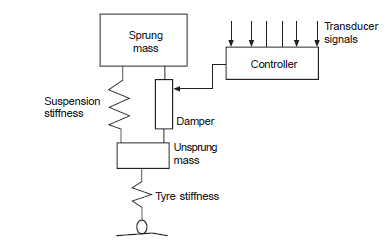 Sprung
mass
Transducer
signals
Controller
Suspension
stiffness
Damper
Unsprung
mass
Tyre stiffness